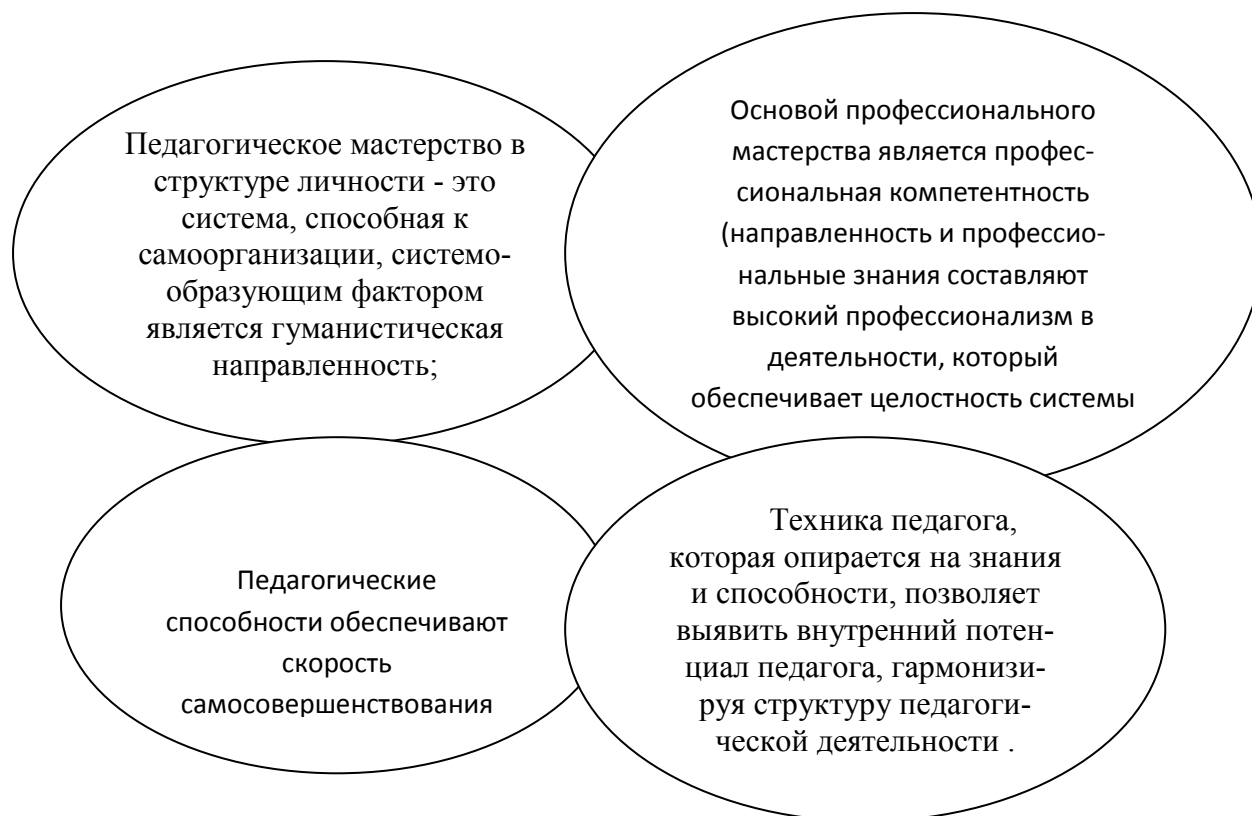 Педагогическое мастерство в
структуре личности - это
система, способная к
самоорганизации, системо-
образующим фактором
является гуманистическая
направленность;
Основой профессионального
мастерства является профес-
сиональная компетентность
(направленность и профессио-
нальные знания составляют
высокий профессионализм в
деятельности, который
обеспечивает целостность системы
Педагогические
способности обеспечивают
скорость
самосовершенствования
Техника педагога,
которая опирается на знания
и способности, позволяет
выявить внутренний потен-
циал педагога, гармонизи-
руя структуру педагоги-
ческой деятельности .